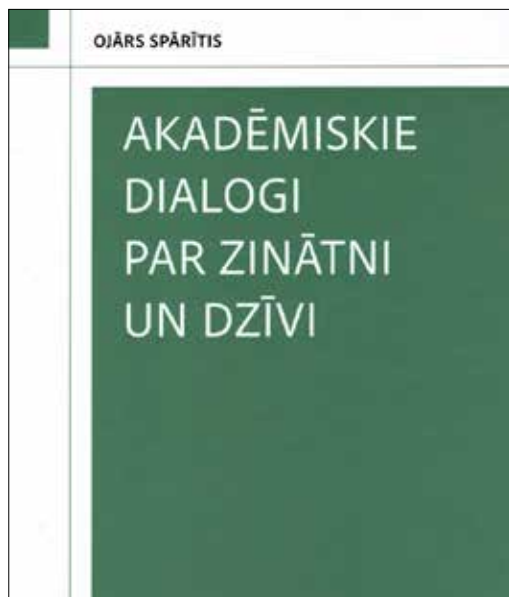 OJĀRS SPĀRĪTIS
AKADĒMISKIE
DIALOGI
PAR ZINĀTNI
UN DZĪVI